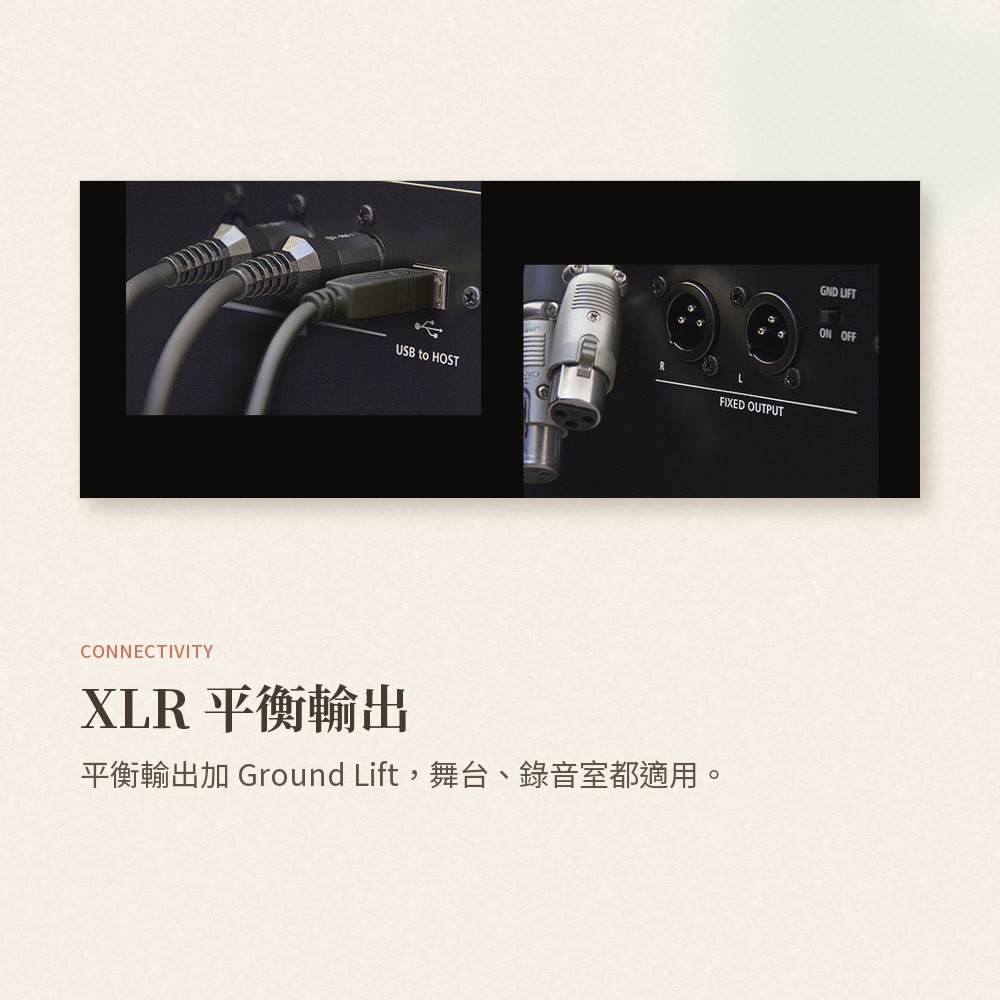 USB to HOST
GND LIFT
ON OFF
R
L
FIXED OUTPUT
CONNECTIVITY
XLR 平衡輸出
平衡輸出加 Ground Lift，舞台、錄音室都適用。